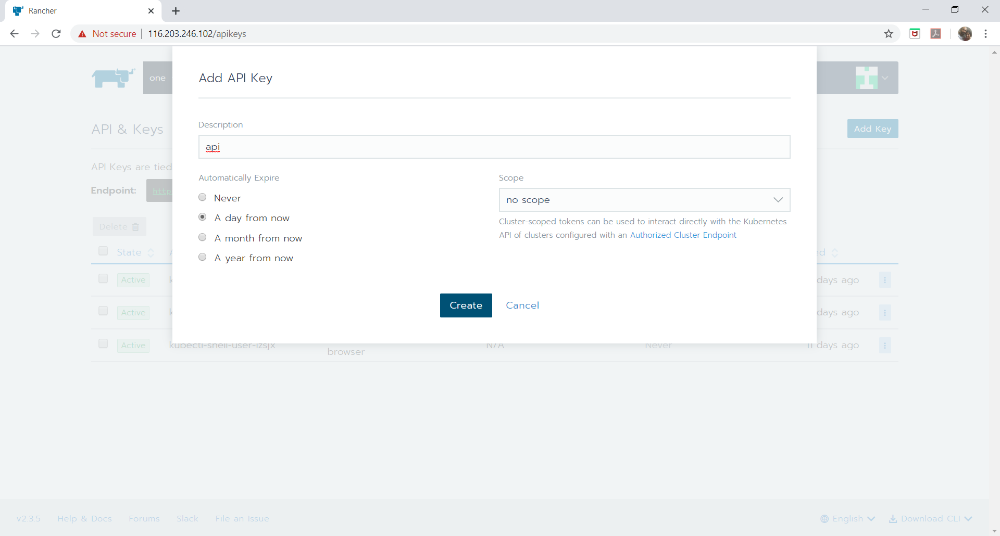 Rancher
Not secure 116.203.246.102/apikeys
Add API Key
one
API & Keys
Add Key
Description
api
API Keys are tied
Automatically Expire
Scope
Endpoint:
http
Never
no scope
A day from now
Cluster-scoped tokens can be used to interact directly with the Kubernetes
API of clusters configured with an Authorized Cluster Endpoint
Delete
A month from now
State
A year from now
Active
days ago
Create Cancel
Active
days ago
Active kubectl-shell-user-izsjx N/A Never 11 days ago
browser
v2.3.5 Help & Docs Forums Slack File an Issue English Download CLI